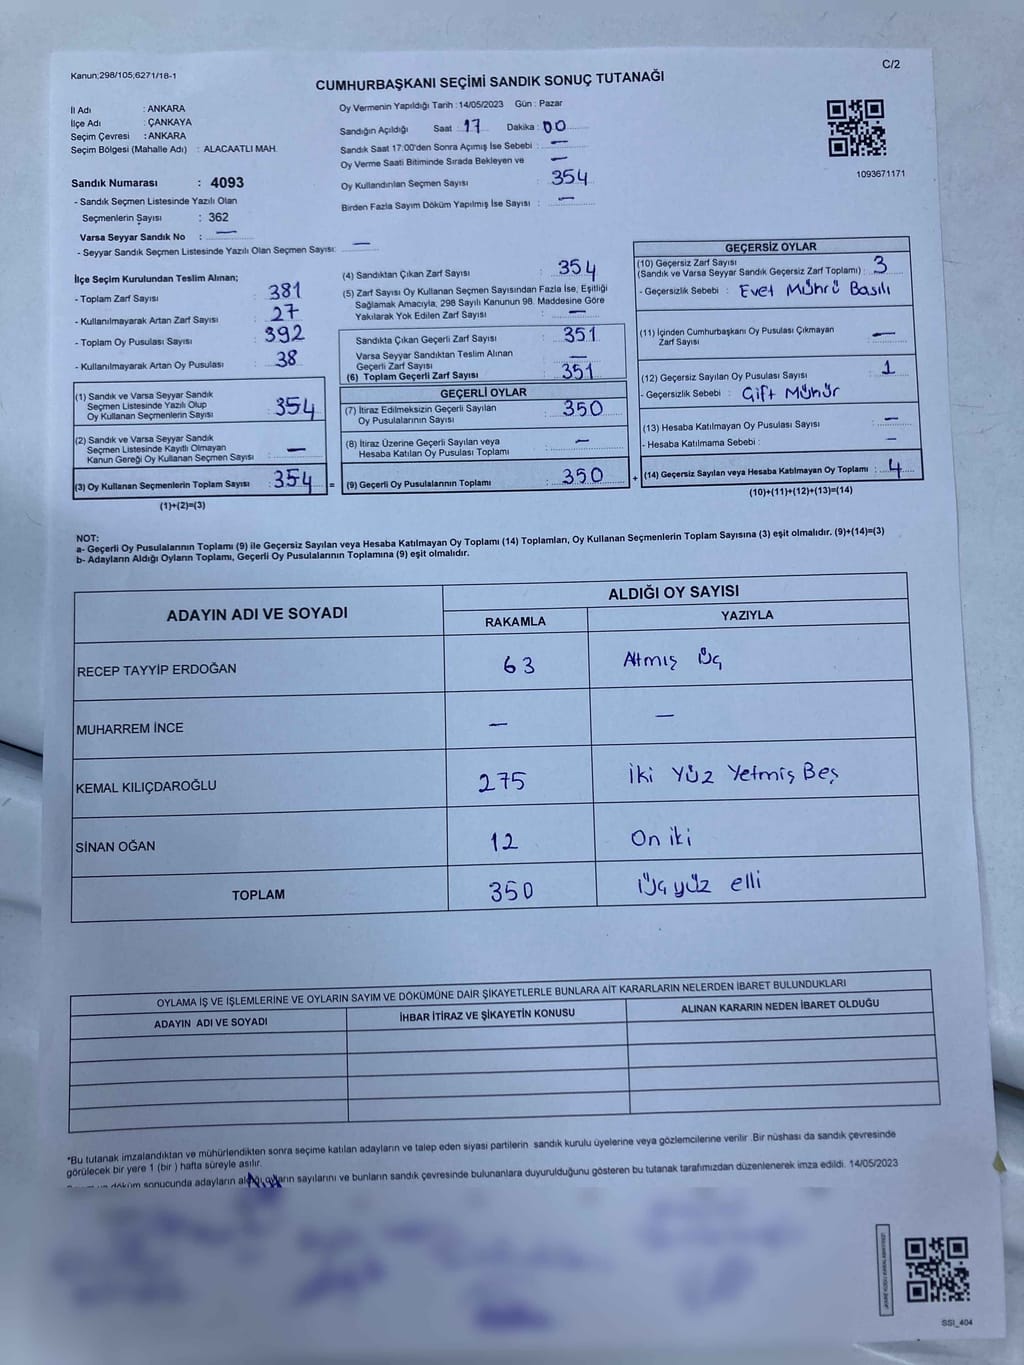 Kanun;298/105,6271/18-1
C/2
CUMHURBAŞKANI SEÇİMİ SANDIK SONUÇ TUTANAĞI
İl Adı : ANKARA
İlçe Adı : ÇANKAYA
Seçim Çevresi : ANKARA
Seçim Bölgesi (Mahalle Adı) : ALACAATLI MAH.
Sandık Numarası : 4093
- Sandık Seçmen Listesinde Yazılı Olan
Seçmenlerin Sayısı : 362
Varsa Seyyar Sandık No : —
- Seyyar Sandık Seçmen Listesinde Yazılı Olan Seçmen Sayısı: —
Oy Vermenin Yapıldığı Tarih : 14/05/2023 Gün : Pazar
Sandığın Açıldığı Saat : 17 Dakika : 00
Sandık Saat 17:00'den Sonra Açımış İse Sebebi : —
Oy Verme Saati Bitiminde Sırada Bekleyen ve —
Oy Kullandırılan Seçmen Sayısı : 354
Birden Fazla Sayım Döküm Yapılmış İse Sayısı : —
1093671171
İlçe Seçim Kurulundan Teslim Alınan;
- Toplam Zarf Sayısı : 381
- Kullanılmayarak Artan Zarf Sayısı : 27
- Toplam Oy Pusulası Sayısı : 392
- Kullanılmayarak Artan Oy Pusulası : 38
(1) Sandık ve Varsa Seyyar Sandık
Seçmen Listesinde Yazılı Olup
Oy Kullanan Seçmenlerin Sayısı : 354
(2) Sandık ve Varsa Seyyar Sandık
Seçmen Listesinde Kayıtlı Olmayan
Kanun Gereği Oy Kullanan Seçmen Sayısı : —
(3) Oy Kullanan Seçmenlerin Toplam Sayısı : 354 =
(1)+(2)=(3)
(4) Sandıktan Çıkan Zarf Sayısı : 354
(5) Zarf Sayısı Oy Kullanan Seçmen Sayısından Fazla İse, Eşitliği
Sağlamak Amacıyla, 298 Sayılı Kanunun 98. Maddesine Göre
Yakılarak Yok Edilen Zarf Sayısı : —
Sandıkta Çıkan Geçerli Zarf Sayısı : 351
Varsa Seyyar Sandıktan Teslim Alınan
Geçerli Zarf Sayısı : —
(6) Toplam Geçerli Zarf Sayısı : 351
GEÇERLİ OYLAR
(7) İtiraz Edilmeksizin Geçerli Sayılan
Oy Pusulasının Sayısı : 350
(8) İtiraz Üzerine Geçerli Sayılan veya
Hesaba Katılan Oy Pusulası Toplamı : —
(9) Geçerli Oy Pusulalarının Toplamı : 350 +
GEÇERSİZ OYLAR
(10) Geçersiz Zarf Sayısı
(Sandık ve Varsa Seyyar Sandık Geçersiz Zarf Toplamı) : 3
- Geçersizlik Sebebi : Evet Mührü Basılı
(11) İçinden Cumhurbaşkanı Oy Pusulası Çıkmayan
Zarf Sayısı : —
(12) Geçersiz Sayılan Oy Pusulası Sayısı : 1
- Geçersizlik Sebebi : Çift Mühür
(13) Hesaba Katılmayan Oy Pusulası Sayısı : —
- Hesaba Katılmama Sebebi : —
(14) Geçersiz Sayılan veya Hesaba Katılmayan Oy Toplamı : 4
(10)+(11)+(12)+(13)=(14)
NOT:
a- Geçerli Oy Pusulalarının Toplamı (9) ile Geçersiz Sayılan veya Hesaba Katılmayan Oy Toplamı (14) Toplamları, Oy Kullanan Seçmenlerin Toplam Sayısına (3) eşit olmalıdır. (9)+(14)=(3)
b- Adayların Aldığı Oyların Toplamı, Geçerli Oy Pusulalarının Toplamına (9) eşit olmalıdır.
ADAYIN ADI VE SOYADI
ALDIĞI OY SAYISI
RAKAMLA YAZIYLA
RECEP TAYYİP ERDOĞAN 63 Altmış Üç
MUHARREM İNCE — —
KEMAL KILIÇDAROĞLU 275 İki Yüz Yetmiş Beş
SİNAN OĞAN 12 On iki
TOPLAM 350 Üç yüz elli
OYLAMA İŞ VE İŞLEMLERİNE VE OYLARIN SAYIM VE DÖKÜMÜNE DAİR ŞİKAYETLERLE BUNLARA AİT KARARLARIN NELERDEN İBARET BULUNDUKLARI
ADAYIN ADI VE SOYADI İHBAR İTİRAZ VE ŞİKAYETİN KONUSU ALINAN KARARIN NEDEN İBARET OLDUĞU
*Bu tutanak imzalandıktan ve mühürlendikten sonra seçime katılan adayların ve talep eden siyasi partilerin sandık kurulu üyelerine veya gözlemcilerine verilir .Bir nüshası da sandık çevresinde
görülecek bir yere 1 (bir ) hafta süreyle asılır.
döküm sonucunda adayların aldığı oyların sayılarını ve bunların sandık çevresinde bulunanlara duyurulduğunu gösteren bu tutanak tarafımızdan düzenlenerek imza edildi. 14/05/2023
SSI_404